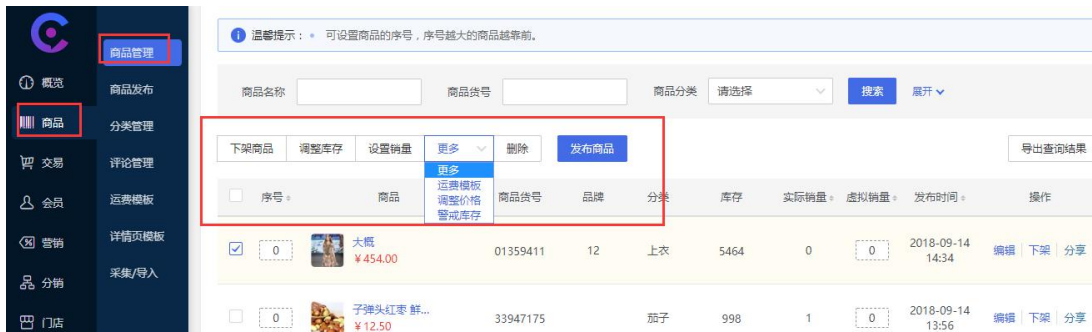 温馨提示： 可设置商品的序号，序号越大的商品越靠前。
概览
商品
交易
会员
营销
分销
门店
商品管理
商品发布
分类管理
评论管理
运费模板
详情页模板
采集/导入
商品名称 商品货号 商品分类 请选择 搜索 展开
下架商品 调整库存 设置销量 更多 删除 发布商品 导出查询结果
更多
运费模板
调整价格
警戒库存
序号 商品 商品货号 品牌 分类 库存 实际销量 虚拟销量 发布时间 操作
0 大概 ¥454.00 01359411 12 上衣 5464 0 0 2018-09-14 14:34 编辑 下架 分享
0 子弹头红枣 鲜... ¥12.50 33947175 茄子 998 1 0 2018-09-14 13:56 编辑 下架 分享